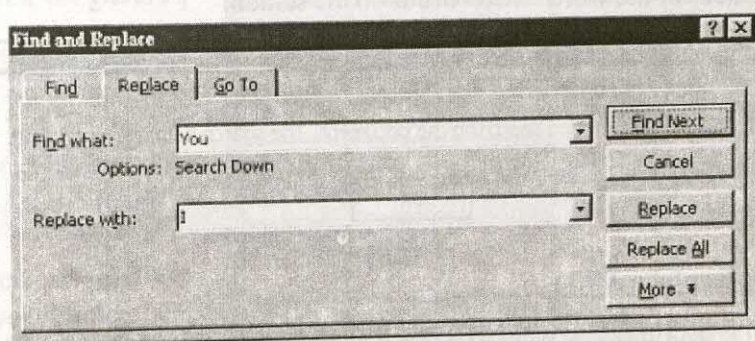 Find and Replace
Find Replace Go To
Find what: You
Options: Search Down
Replace with: I
Find Next
Cancel
Replace
Replace All
More